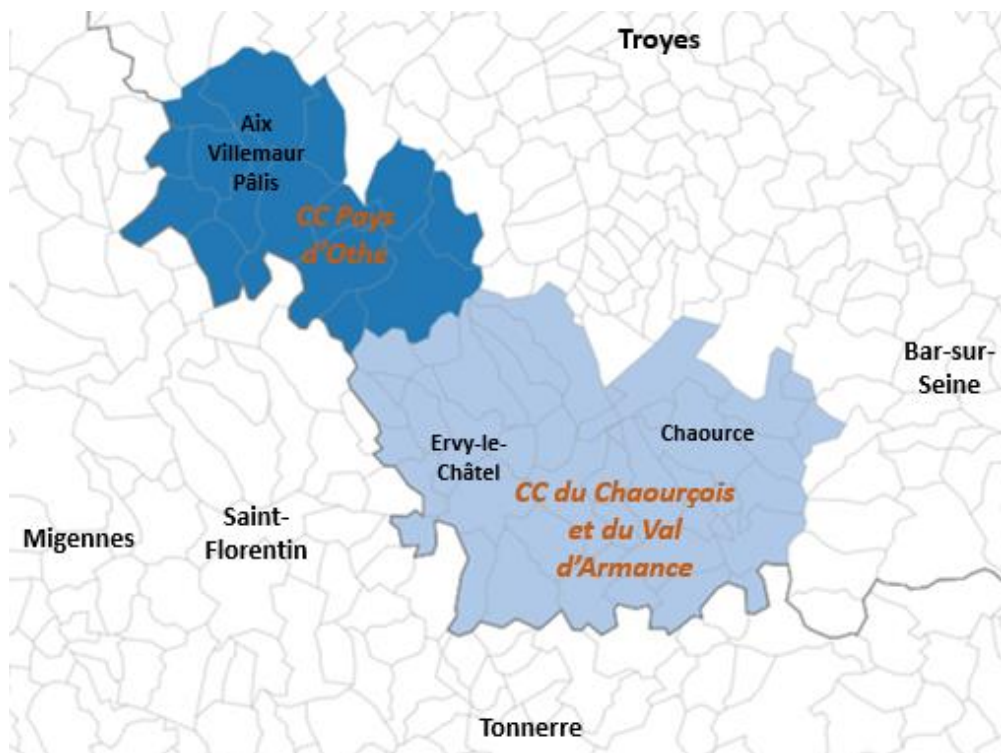 Troyes
Aix
Villemaur
Pâlis
CC Pays
d'Othe
Bar-sur-
Seine
Ervy-le-
Châtel
Chaource
CC du Chaourçois
et du Val
d'Armance
Saint-
Florentin
Migennes
Tonnerre